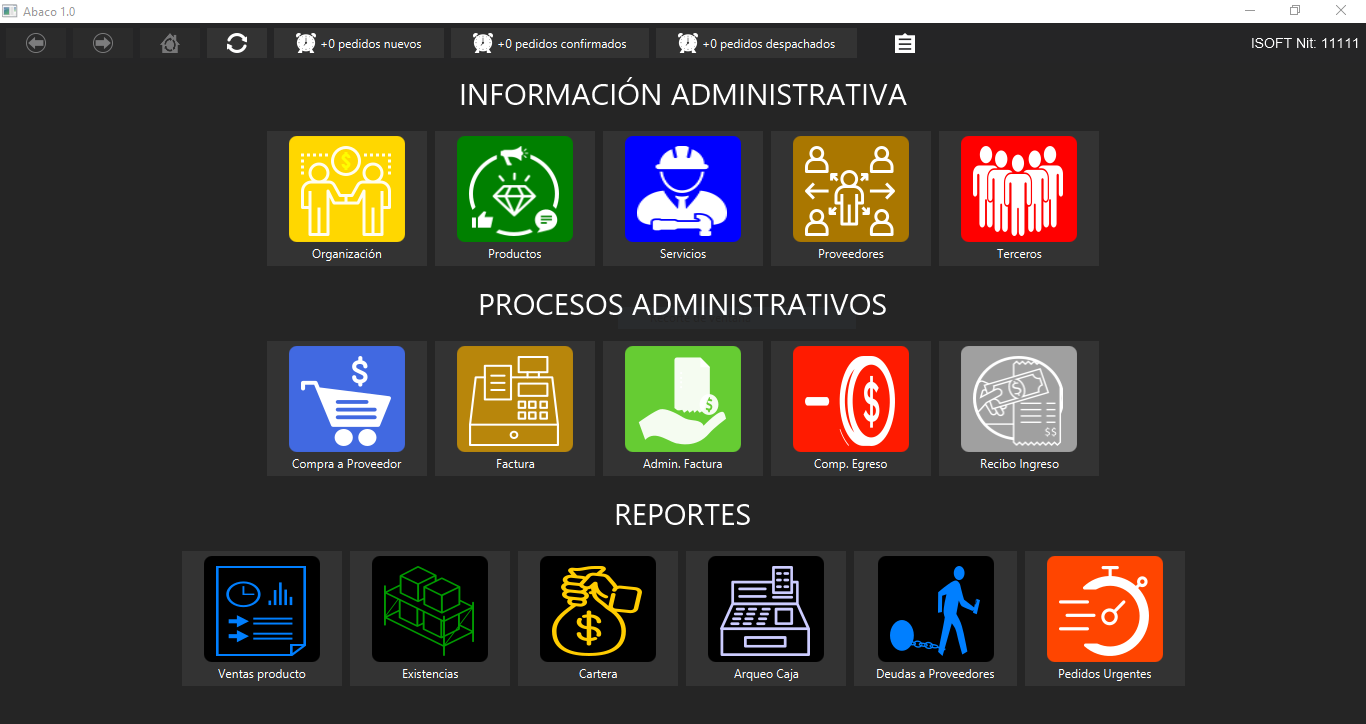 Abaco 1.0
+0 pedidos nuevos
+0 pedidos confirmados
+0 pedidos despachados
ISOFT Nit: 11111
INFORMACIÓN ADMINISTRATIVA
$
Organización
Productos
Servicios
Proveedores
Terceros
PROCESOS ADMINISTRATIVOS
$
$
$
$
$$
Compra a Proveedor
Factura
Admin. Factura
Comp. Egreso
Recibo Ingreso
REPORTES
$
Ventas producto
Existencias
Cartera
Arqueo Caja
Deudas a Proveedores
Pedidos Urgentes